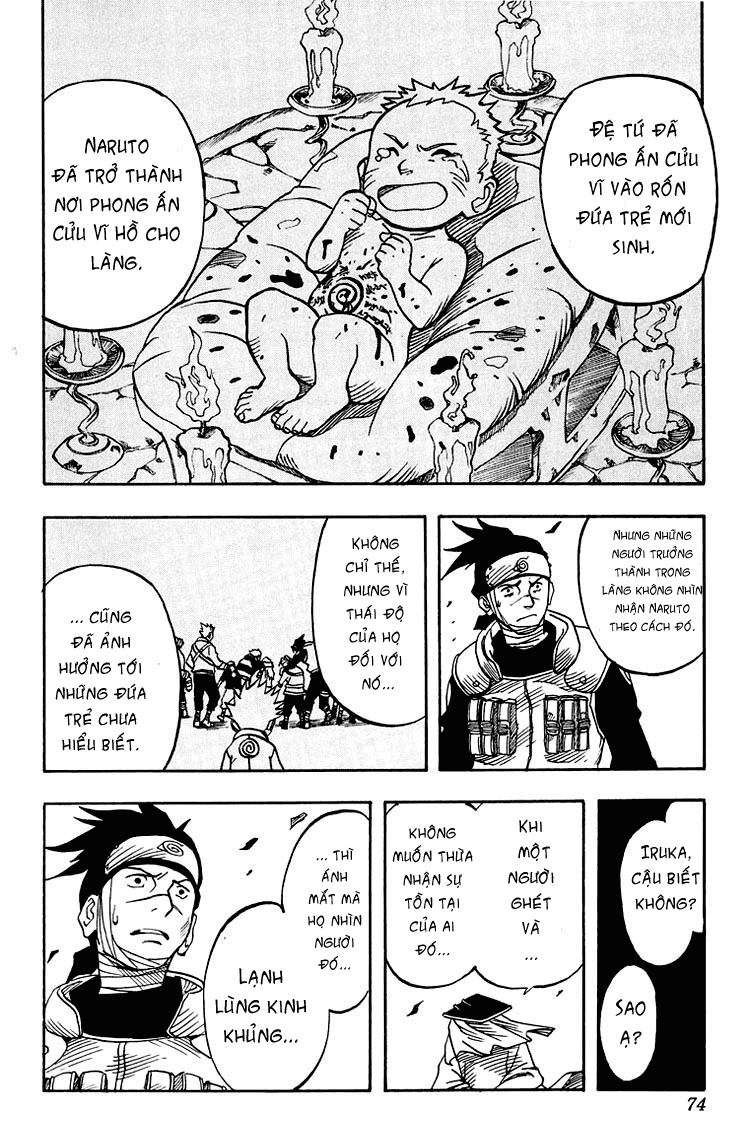 ĐỆ TỨ ĐÃ
PHONG ẤN CỬU
VĨ VÀO RỐN
ĐỨA TRẺ MỚI
SINH.
NARUTO
ĐÃ TRỞ THÀNH
NƠI PHONG ẤN
CỬU VĨ HỒ CHO
LÀNG.
NHƯNG NHỮNG
NGƯỜI TRƯỞNG
THÀNH TRONG
LÀNG KHÔNG NHÌN
NHẬN NARUTO
THEO CÁCH ĐÓ.
KHÔNG
CHỈ THẾ,
NHƯNG VÌ
THÁI ĐỘ
CỦA HỌ
ĐỐI VỚI
NÓ...
... CŨNG
ĐÃ ẢNH
HƯỞNG TỚI
NHỮNG ĐỨA
TRẺ CHƯA
HIỂU BIẾT.
IRUKA,
CẬU BIẾT
KHÔNG?
SAO
Ạ?
KHI
MỘT
NGƯỜI
GHÉT
VÀ
...
KHÔNG
MUỐN THỪA
NHẬN SỰ
TỒN TẠI
CỦA AI
ĐÓ...
... THÌ
ÁNH
MẮT MÀ
HỌ NHÌN
NGƯỜI
ĐÓ...
LẠNH
LÙNG KINH
KHỦNG...
74